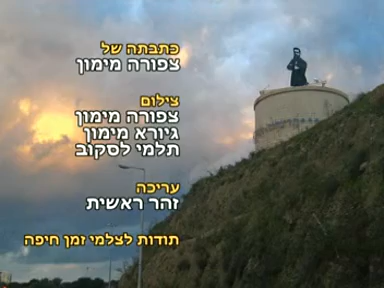 כתבתה של
צפורה מימון
צילום
צפורה מימון
גיורא מימון
תלמי לסקוב
עריכה
זהר ראשית
תודות לצלמי זמן חיפה